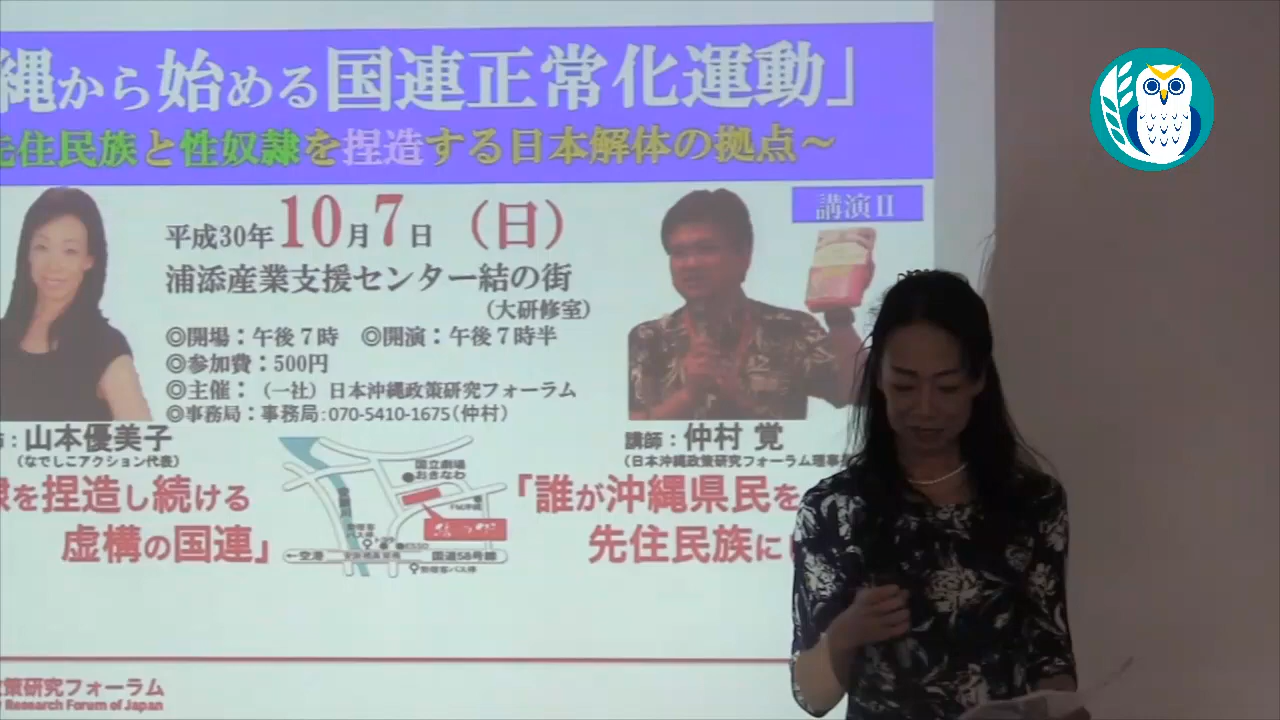 縄から始める国連正常化運動」
先住民族と性奴隷を捏造する日本解体の拠点～
講演Ⅱ
平成30年10月7日（日）
浦添産業支援センター結の街
（大研修室）
◎開場：午後７時　◎開演：午後７時半
◎参加費：500円
◎主催：（一社）日本沖縄政策研究フォーラム
◎事務局：事務局：070-5410-1675（仲村）
：山本優美子
（なでしこアクション代表）
を捏造し続ける
虚構の国連」
国立劇場
おきなわ
ESSO
←空港
国道58号線
講師：仲村 覚
（日本沖縄政策研究フォーラム理事
「誰が沖縄県民を
先住民族に
策研究フォーラム
Research Forum of Japan